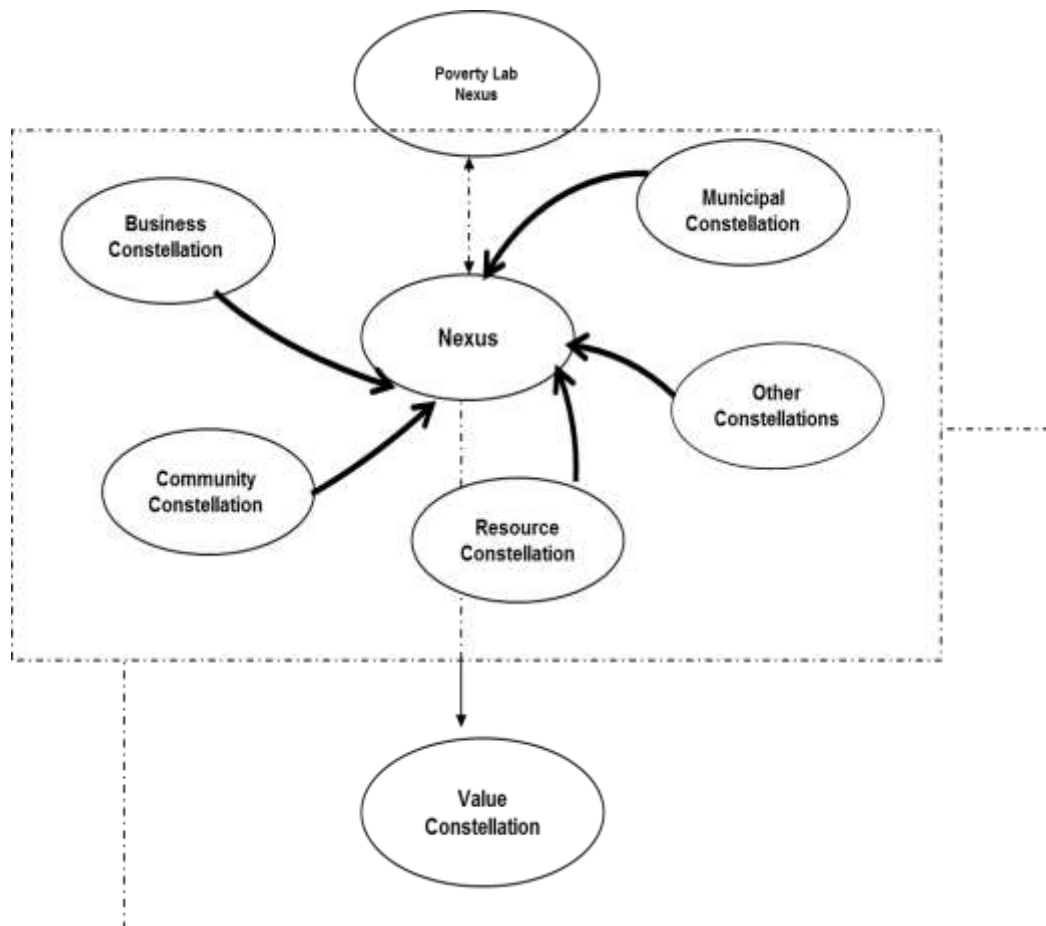 Poverty Lab
Nexus
Municipal
Constellation
Business
Constellation
Nexus
Other
Constellations
Community
Constellation
Resource
Constellation
Value
Constellation